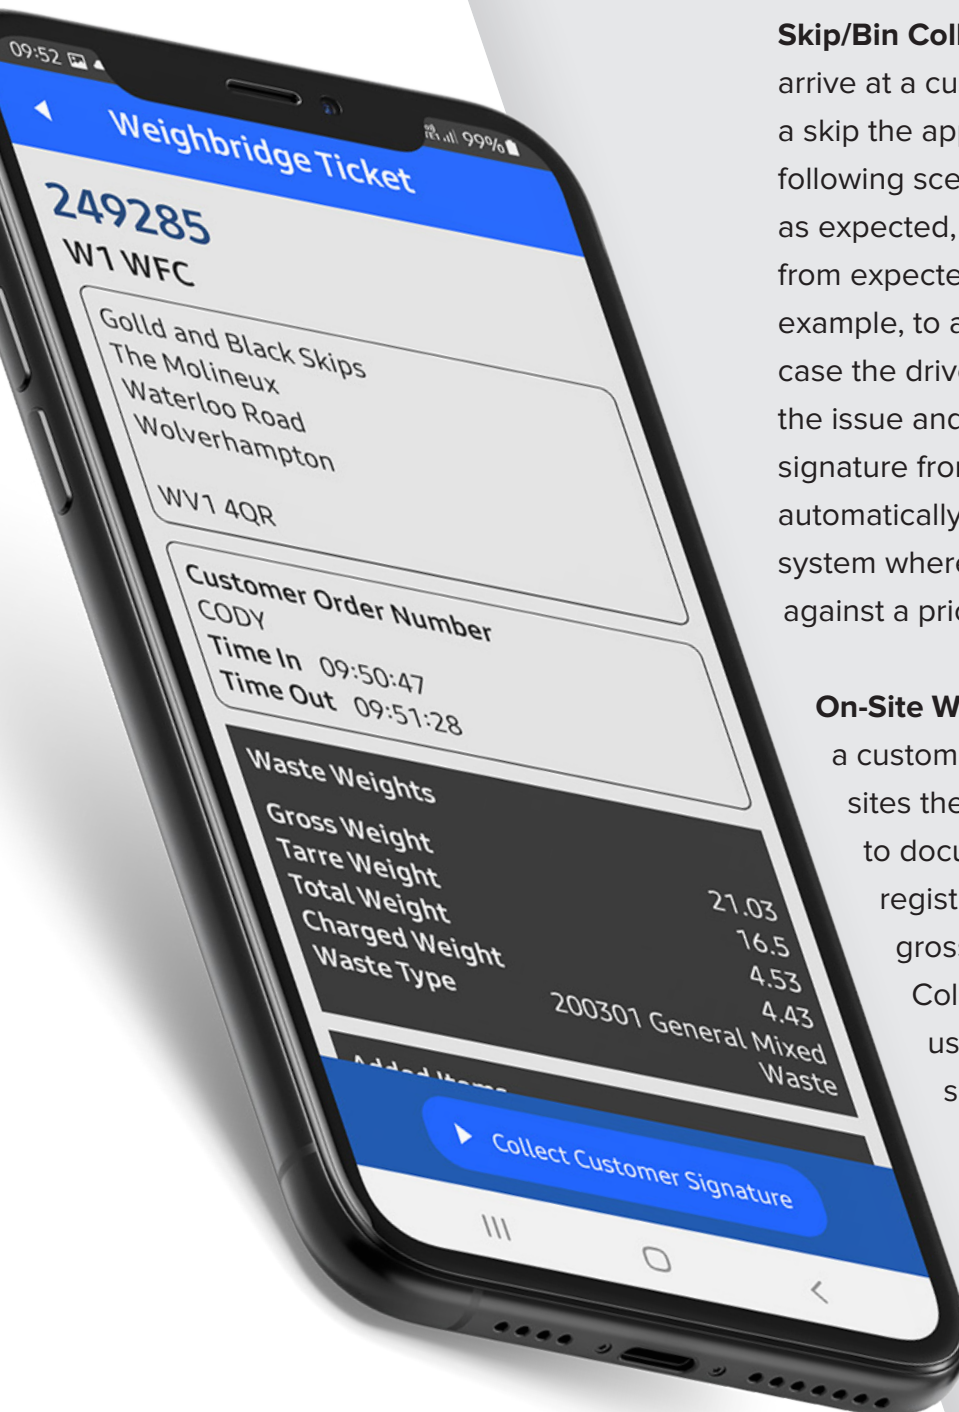 09:52
99%
Weighbridge Ticket
249285
W1 WFC
Golld and Black Skips
The Molineux
Waterloo Road
Wolverhampton
WV1 4QR
Customer Order Number
CODY
Time In 09:50:47
Time Out 09:51:28
Waste Weights
Gross Weight 21.03
Tarre Weight 16.5
Total Weight 4.53
Charged Weight 4.43
Waste Type 200301 General Mixed
Waste
Added Items
Collect Customer Signature
Skip/Bin Coll
arrive at a cu
a skip the ap
following sce
as expected,
from expecte
example, to a
case the driv
the issue and
signature fro
automatically
system where
against a pri
On-Site W
a custom
sites the
to docu
regist
gros
Col
us
s